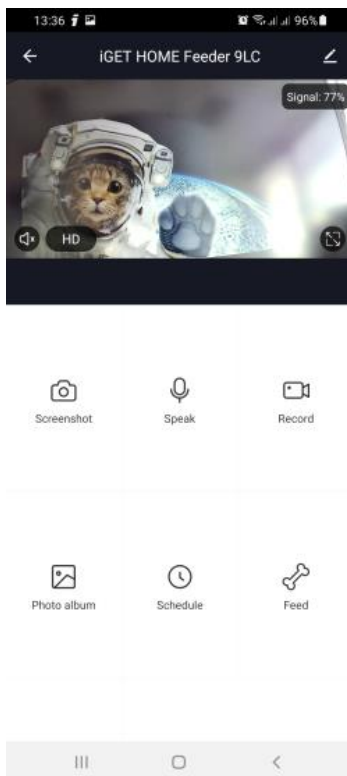 13:36
96%
iGET HOME Feeder 9LC
Signal: 77%
HD
Screenshot
Speak
Record
Photo album
Schedule
Feed